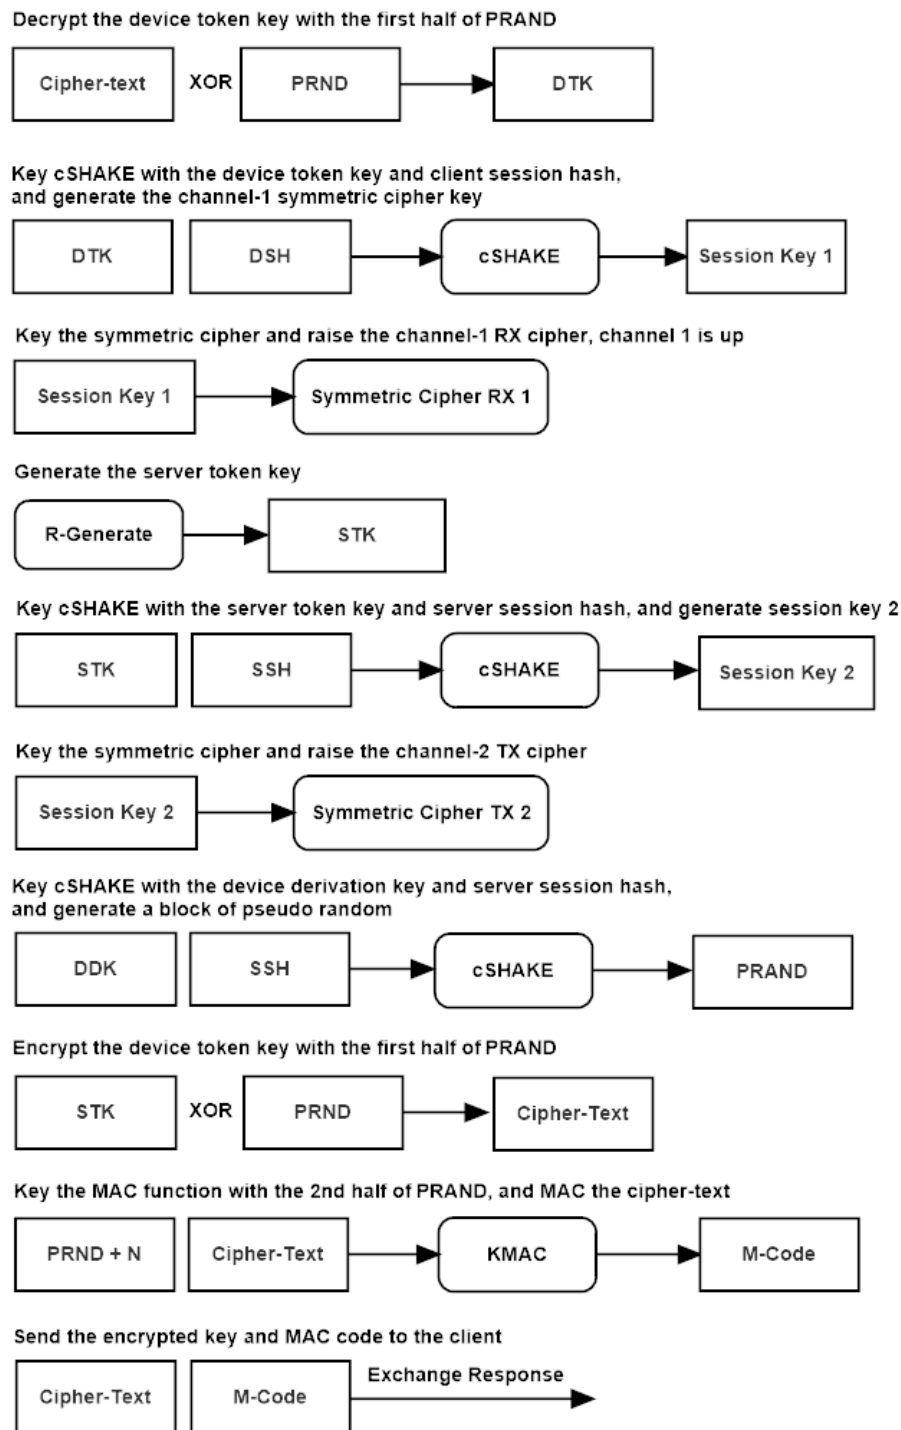 Decrypt the device token key with the first half of PRAND
Cipher-text XOR PRND DTK
Key cSHAKE with the device token key and client session hash,
and generate the channel-1 symmetric cipher key
DTK DSH cSHAKE Session Key 1
Key the symmetric cipher and raise the channel-1 RX cipher, channel 1 is up
Session Key 1 Symmetric Cipher RX 1
Generate the server token key
R-Generate STK
Key cSHAKE with the server token key and server session hash, and generate session key 2
STK SSH cSHAKE Session Key 2
Key the symmetric cipher and raise the channel-2 TX cipher
Session Key 2 Symmetric Cipher TX 2
Key cSHAKE with the device derivation key and server session hash,
and generate a block of pseudo random
DDK SSH cSHAKE PRAND
Encrypt the device token key with the first half of PRAND
STK XOR PRND Cipher-Text
Key the MAC function with the 2nd half of PRAND, and MAC the cipher-text
PRND + N Cipher-Text KMAC M-Code
Send the encrypted key and MAC code to the client
Cipher-Text M-Code Exchange Response